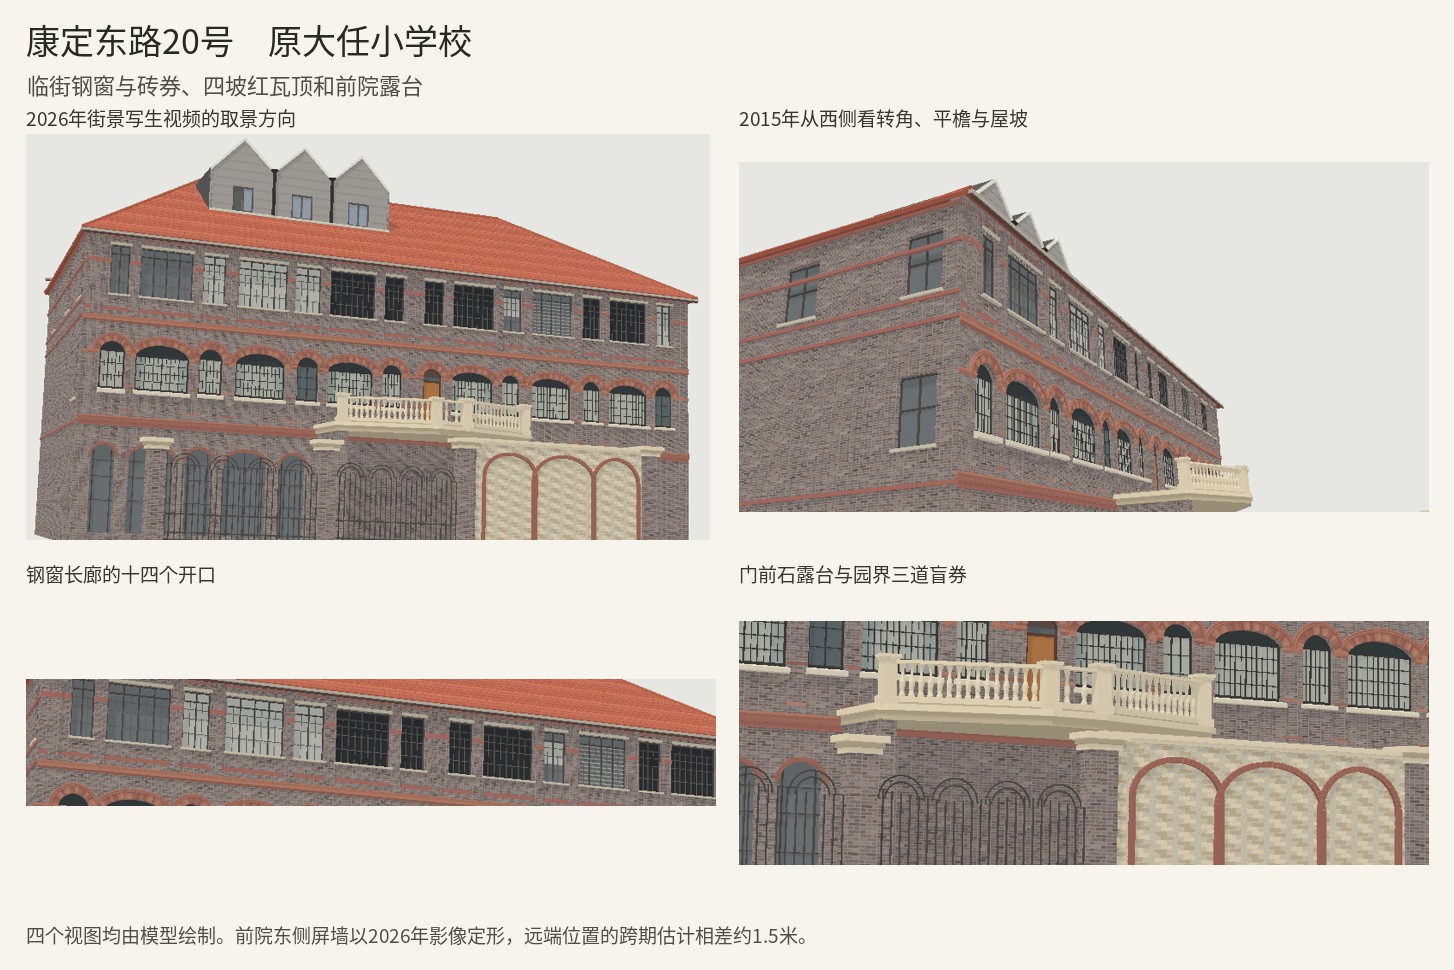 康定东路20号　原大任小学校
临街钢窗与砖券、四坡红瓦顶和前院露台
2026年街景写生视频的取景方向
2015年从西侧看转角、平檐与屋坡
钢窗长廊的十四个开口
门前石露台与园界三道盲券
四个视图均由模型绘制。前院东侧屏墙以2026年影像定形，远端位置的跨期估计相差约1.5米。